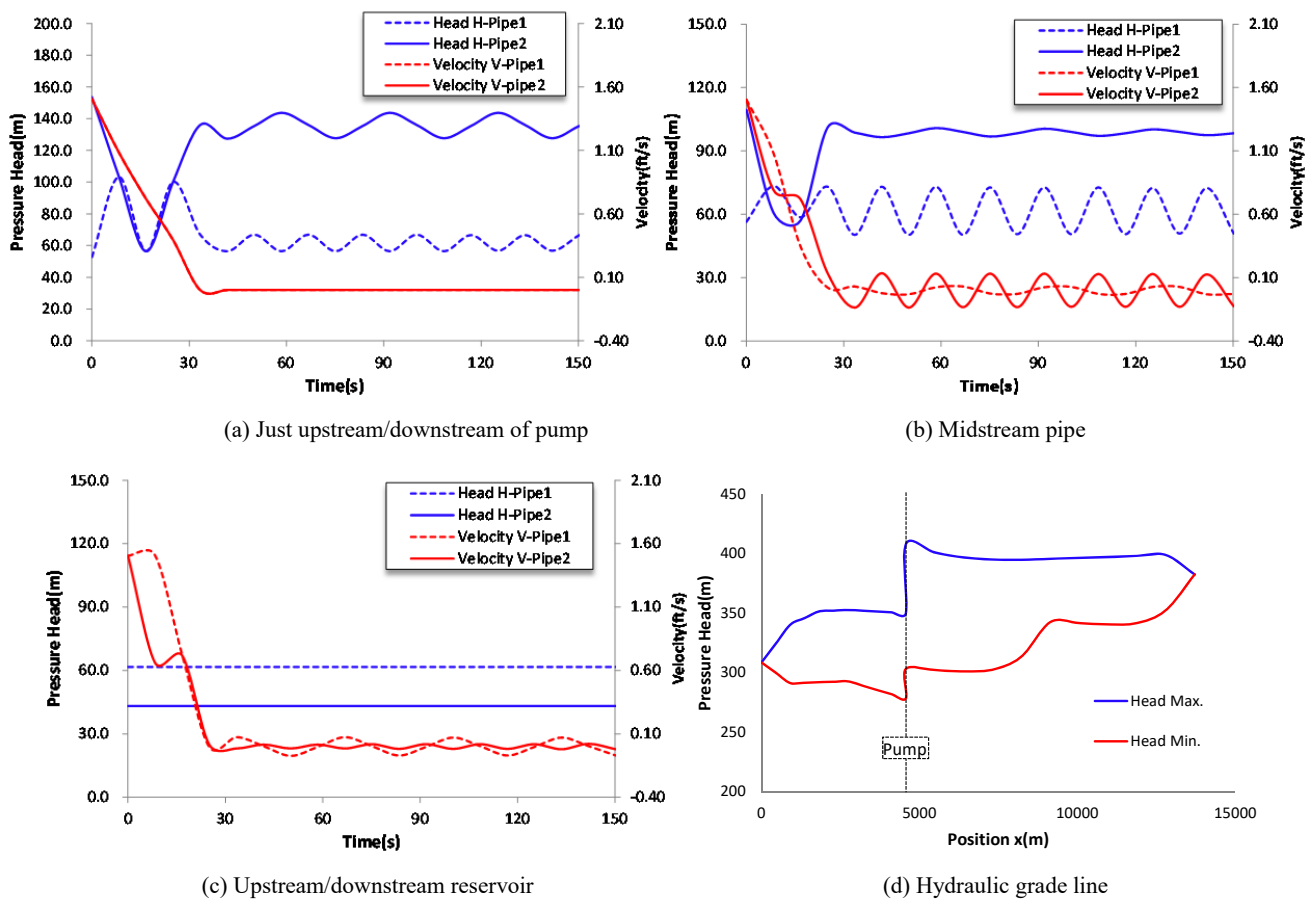 200.0
180.0
160.0
140.0
120.0
100.0
80.0
60.0
40.0
20.0
0.0
Pressure Head(m)
0
30
60
90
120
150
Time(s)
2.10
1.60
1.10
0.60
0.10
-0.40
Velocity(ft/s)
Head H-Pipe1
Head H-Pipe2
Velocity V-Pipe1
Velocity V-pipe2
(a) Just upstream/downstream of pump
150.0
120.0
90.0
60.0
30.0
0.0
Pressure Head(m)
0
30
60
90
120
150
Time(s)
2.10
1.60
1.10
0.60
0.10
-0.40
Velocity(ft/s)
Head H-Pipe1
Head H-Pipe2
Velocity V-Pipe1
Velocity V-Pipe2
(b) Midstream pipe
150.0
120.0
90.0
60.0
30.0
0.0
Pressure Head(m)
0
30
60
90
120
150
Time(s)
2.10
1.60
1.10
0.60
0.10
-0.40
Velocity(ft/s)
Head H-Pipe1
Head H-Pipe2
Velocity V-Pipe1
Velocity V-Pipe2
(c) Upstream/downstream reservoir
450
400
350
300
250
200
Pressure Head(m)
0
5000
10000
15000
Position x(m)
Pump
Head Max.
Head Min.
(d) Hydraulic grade line